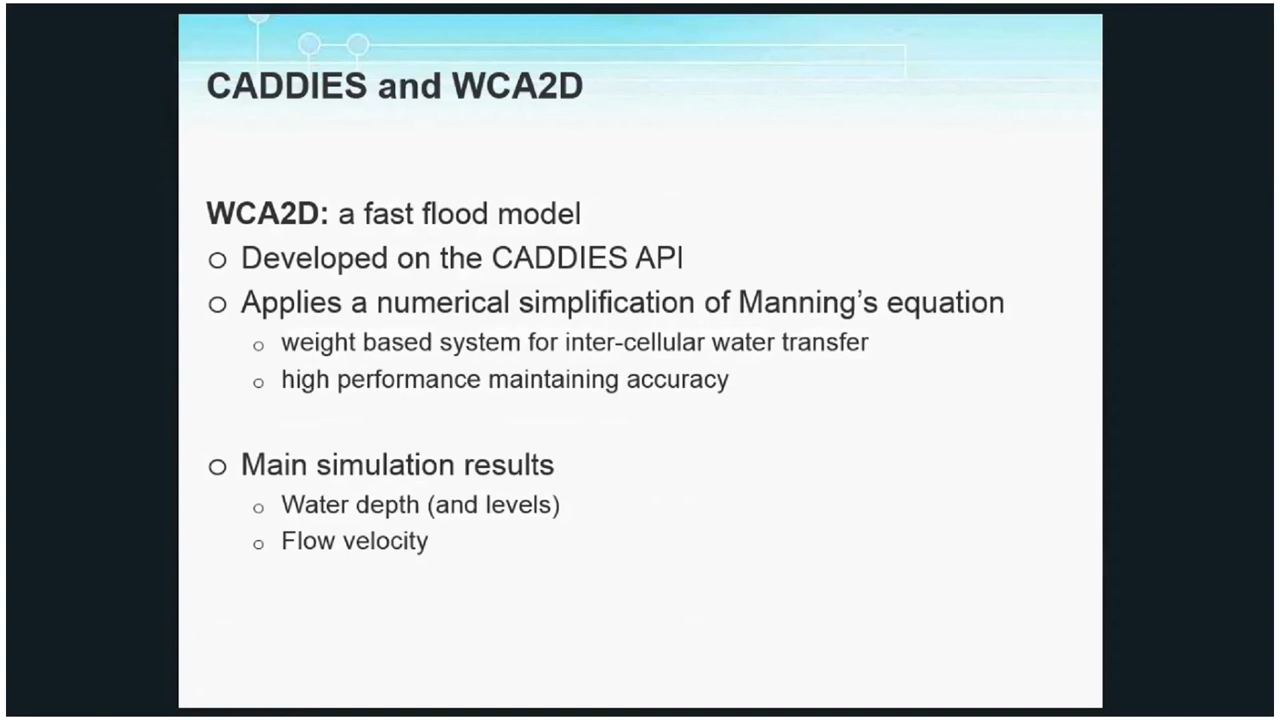 CADDIES and WCA2D
WCA2D: a fast flood model
Developed on the CADDIES API
Applies a numerical simplification of Manning's equation
weight based system for inter-cellular water transfer
high performance maintaining accuracy
Main simulation results
Water depth (and levels)
Flow velocity